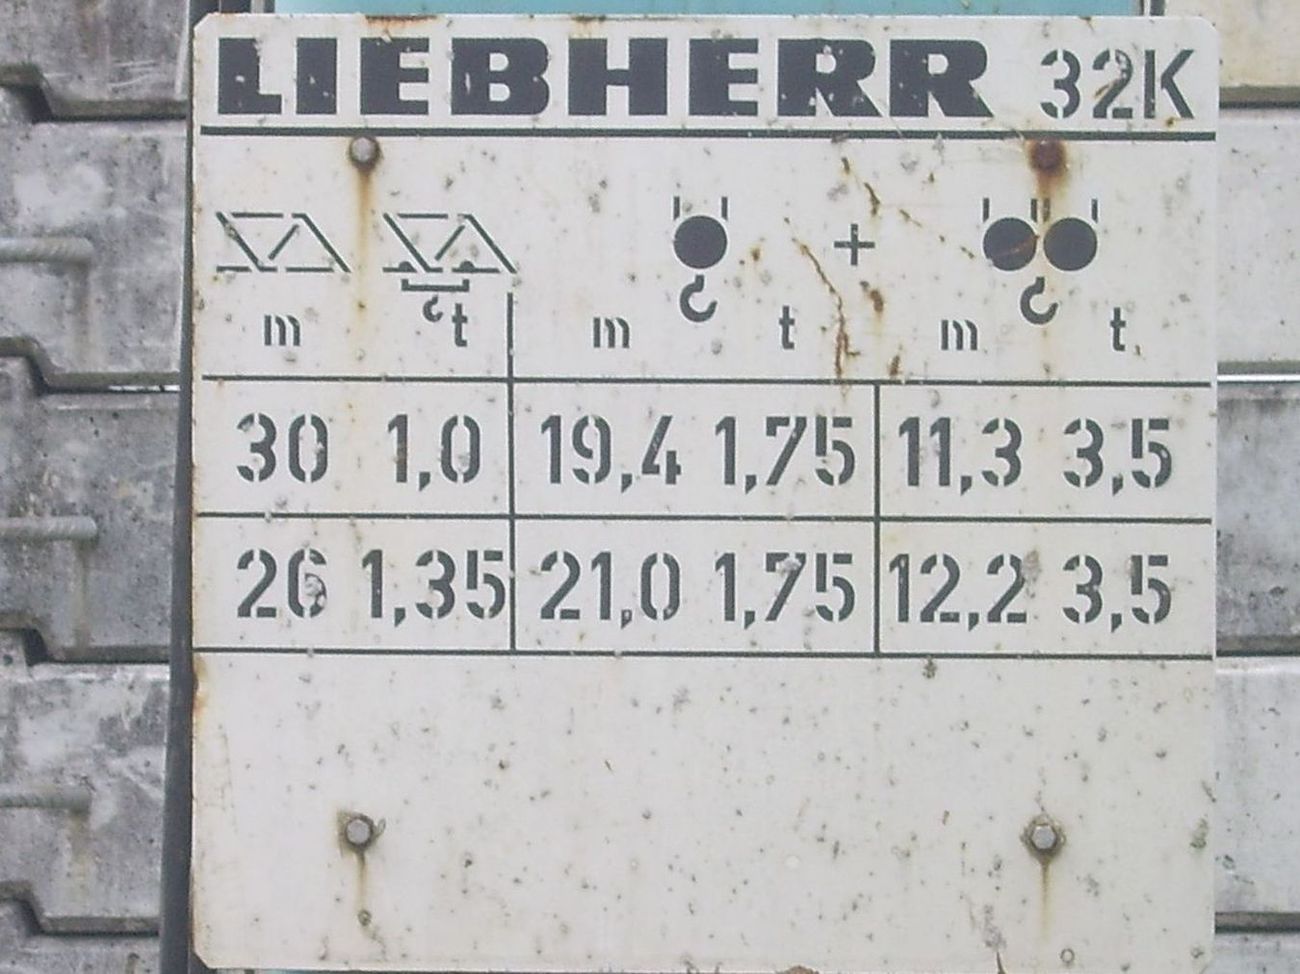 LIEBHERR 32K
+
m t m t m t
30 1,0 19,4 1,75 11,3 3,5
26 1,35 21,0 1,75 12,2 3,5